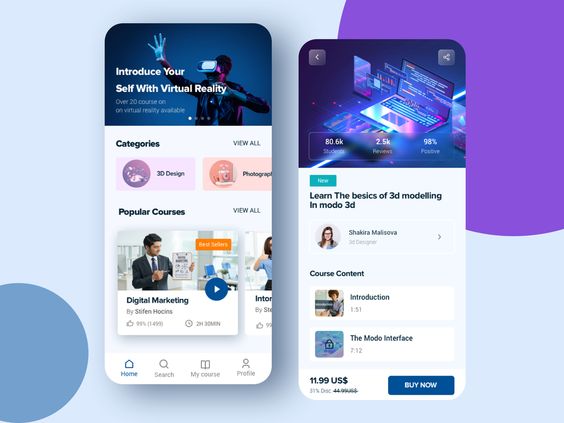 Introduce Your
Self With Virtual Reality
Over 20 course on
on virtual reality available
Categories
VIEW ALL
3D Design
Photograp
Popular Courses
VIEW ALL
Best Sellers
Digital Marketing
By Stifen Hocins
99% (1499)
2H 30MIN
Inter
By Ste
99%
Home
Search
My course
Profile
80.6k
2.5k
98%
Students
Reviews
Positive
New
Learn The besics of 3d modelling
In modo 3d
Shakira Malisova
3d Designer
Course Content
Introduction
1:51
The Modo Interface
7:12
11.99 US$
31% Disc 44.99US$
BUY NOW